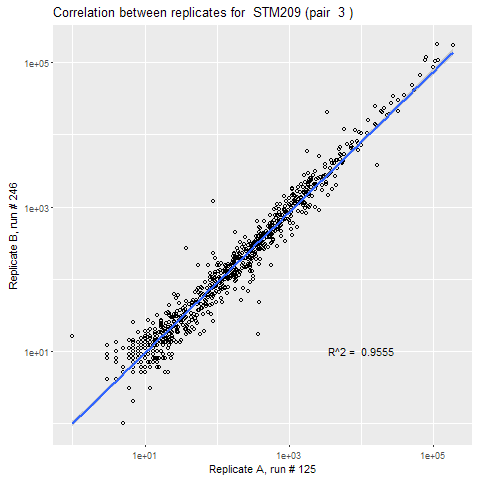 Correlation between replicates for  STM209 (pair  3 )
1e+05
1e+03
1e+01
Replicate B, run # 246
R^2 =  0.9555
1e+01 1e+03 1e+05
Replicate A, run # 125